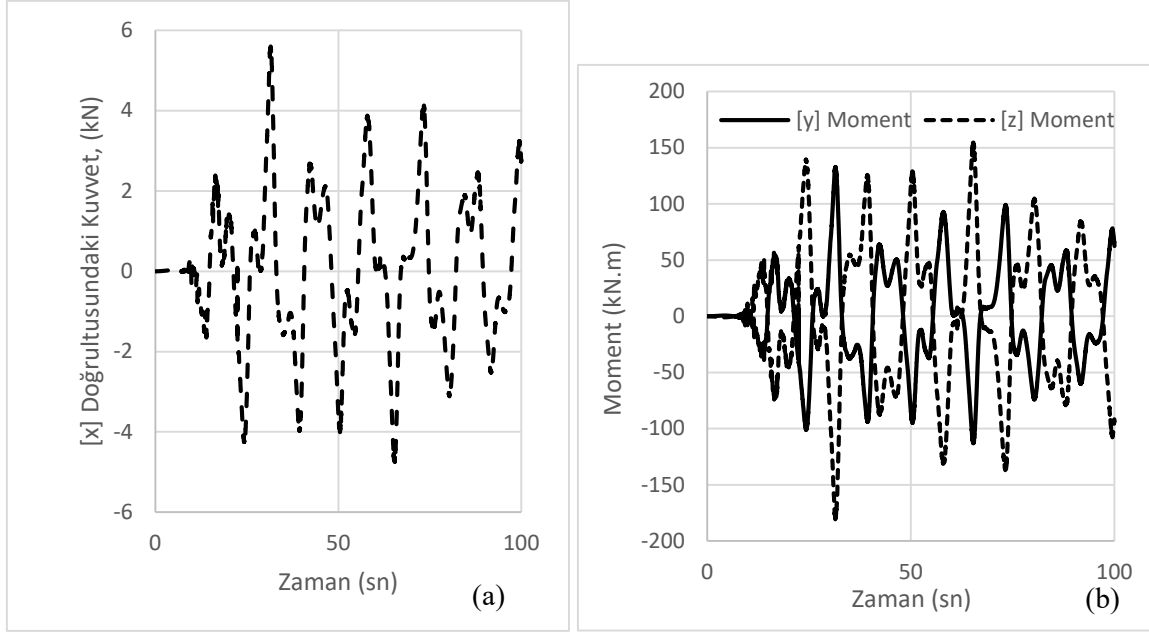 [x] Doğrultusundaki Kuvvet, (kN)
6
4
2
0
-2
-4
-6
0 50 100
Zaman (sn)
(a)
Moment (kN.m)
200
150
100
50
0
-50
-100
-150
-200
[y] Moment [z] Moment
0 50 100
Zaman (sn)
(b)